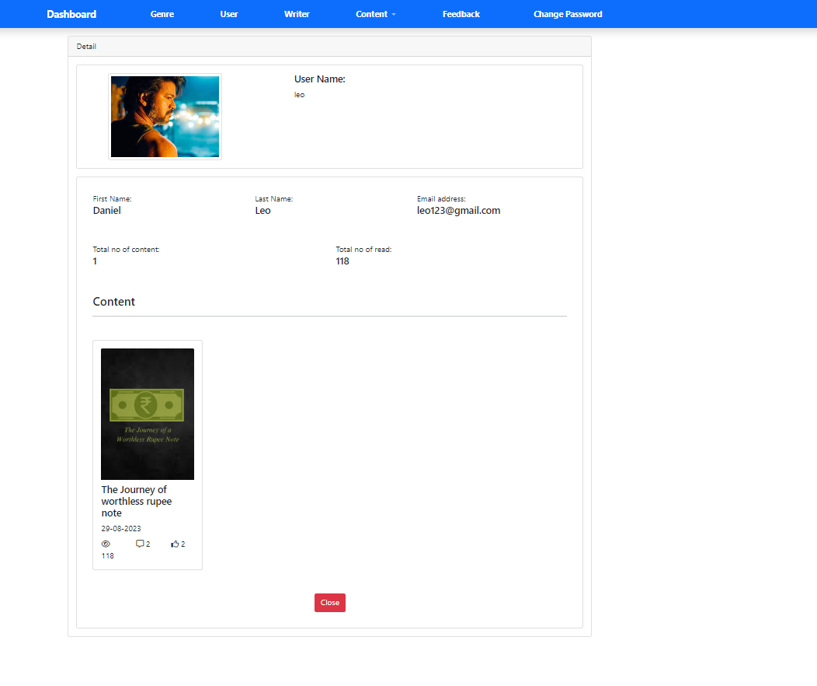 Dashboard Genre User Writer Content Feedback Change Password
Detail
User Name:
leo
First Name: Last Name: Email address:
Daniel Leo leo123@gmail.com
Total no of content: Total no of read:
1 118
Content
₹
The Journey of a
Worthless Rupee Note
The Journey of
worthless rupee
note
29-08-2023
2 2
118
Close